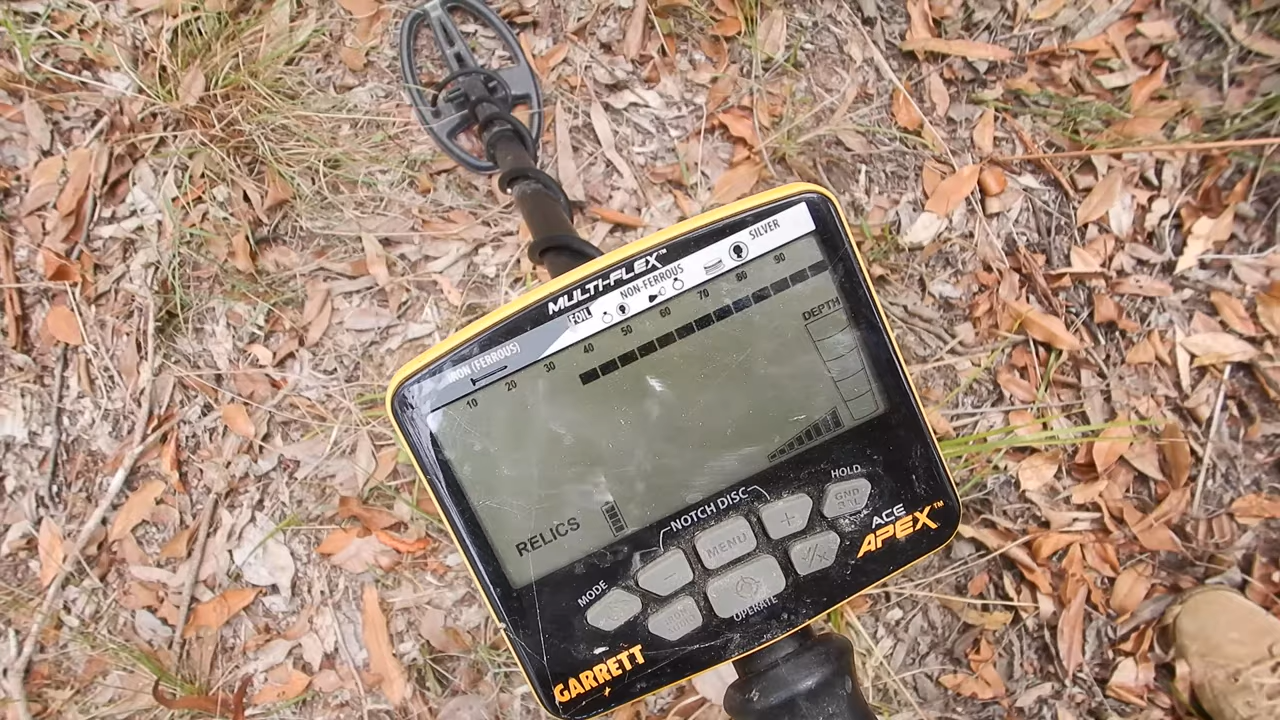 MULTI-FLEX™
IRON (FERROUS) FOIL NON-FERROUS SILVER
10 20 30 40 50 60 70 80 90
DEPTH
RELICS
NOTCH DISC
HOLD
- MENU + GND
MODE
OPERATE
ACE
APEX™
GARRETT